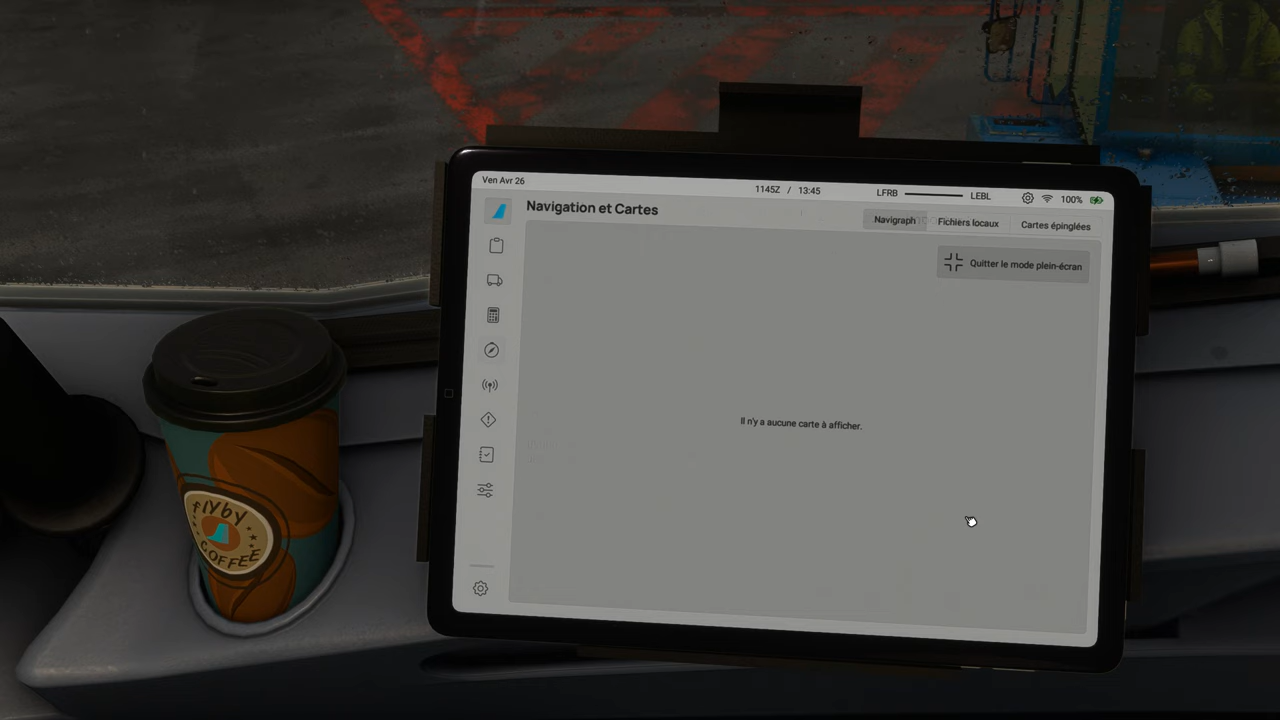 Ven Avr 26
1145Z / 13:45
LFRB
LEBL
100%
Navigation et Cartes
Navigraph
Fichiers locaux
Cartes épinglées
Quitter le mode plein-écran
Il n'y a aucune carte à afficher.
flyby
COFFEE